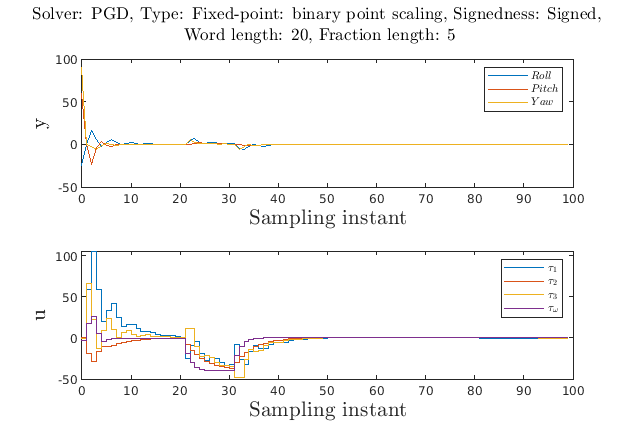 Solver: PGD, Type: Fixed-point: binary point scaling, Signedness: Signed,
Word length: 20, Fraction length: 5
100
50
0
-50
y
Roll
Pitch
Yaw
0 10 20 30 40 50 60 70 80 90 100
Sampling instant
100
50
0
-50
u
τ1
τ2
τ3
τω
0 10 20 30 40 50 60 70 80 90 100
Sampling instant